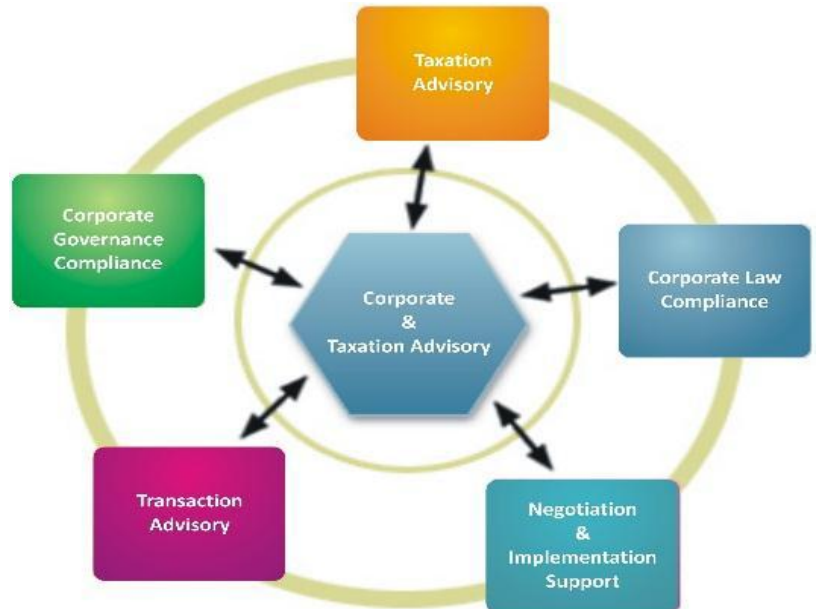 Taxation
Advisory
Corporate
Governance
Compliance
Corporate Law
Compliance
Corporate
&
Taxation Advisory
Transaction
Advisory
Negotiation
&
Implementation
Support